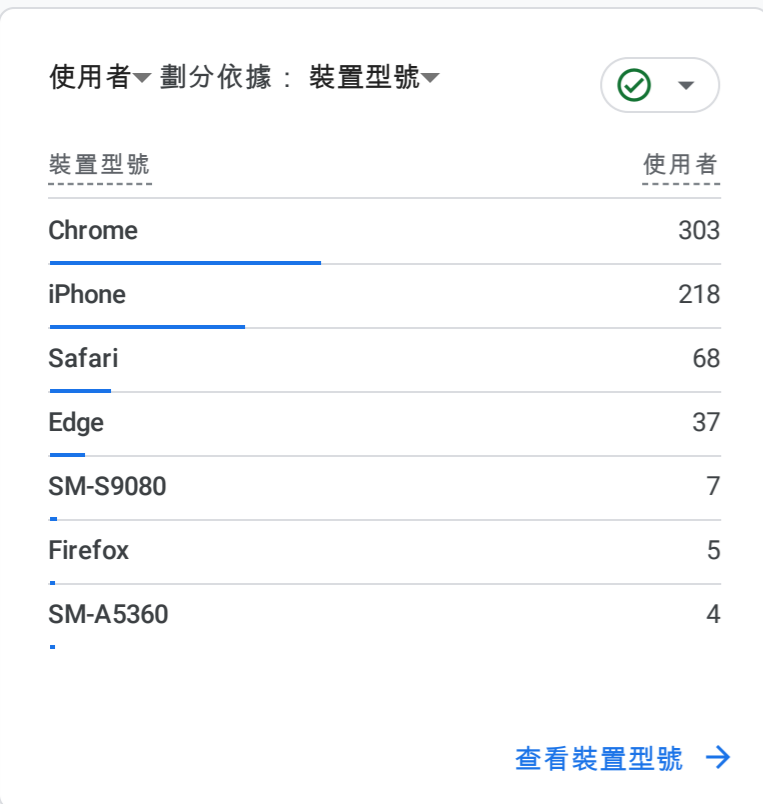 使用者 劃分依據： 裝置型號
裝置型號 使用者
Chrome 303
iPhone 218
Safari 68
Edge 37
SM-S9080 7
Firefox 5
SM-A5360 4
查看裝置型號